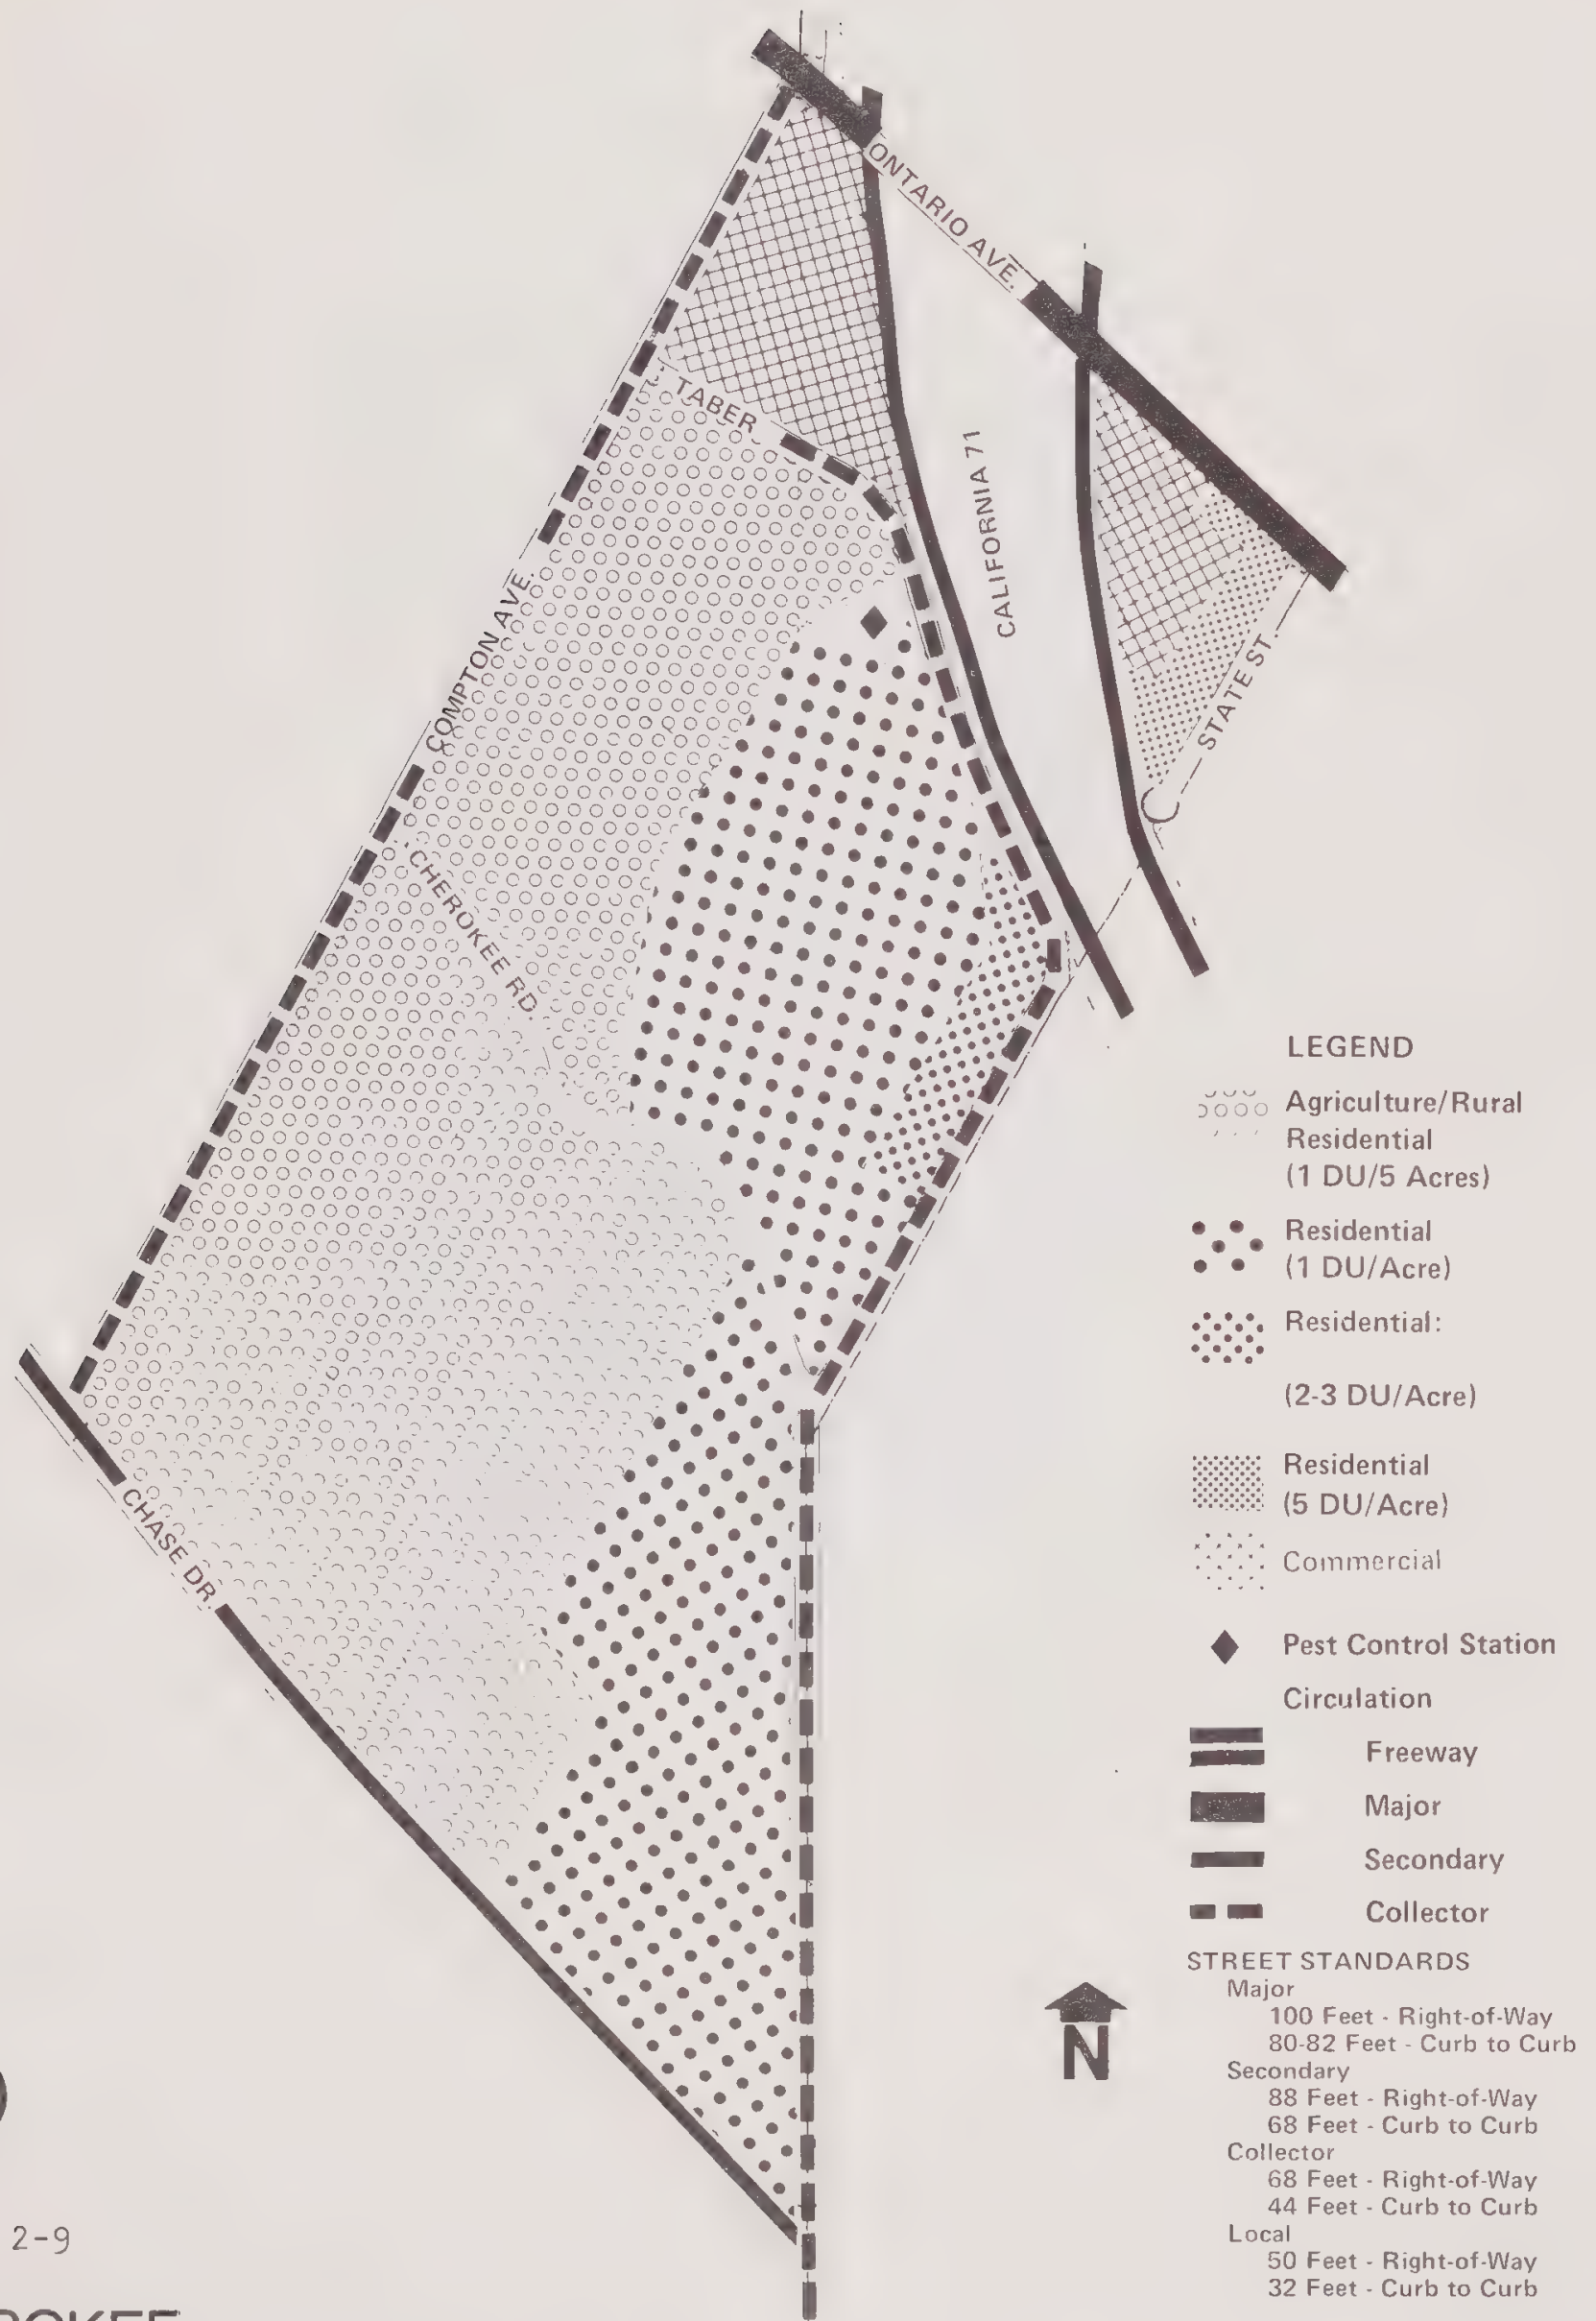 ONTARIO AVE.
TABER
CALIFORNIA 71
COMPTON AVE.
STATE ST.
CHEROKEE RD.
CHASE DR.
LEGEND
Agriculture/Rural
Residential
(1 DU/5 Acres)
Residential
(1 DU/Acre)
Residential:
(2-3 DU/Acre)
Residential
(5 DU/Acre)
Commercial
Pest Control Station
Circulation
Freeway
Major
Secondary
Collector
STREET STANDARDS
Major
100 Feet - Right-of-Way
80-82 Feet - Curb to Curb
Secondary
88 Feet - Right-of-Way
68 Feet - Curb to Curb
Collector
68 Feet - Right-of-Way
44 Feet - Curb to Curb
Local
50 Feet - Right-of-Way
32 Feet - Curb to Curb
N
2-9